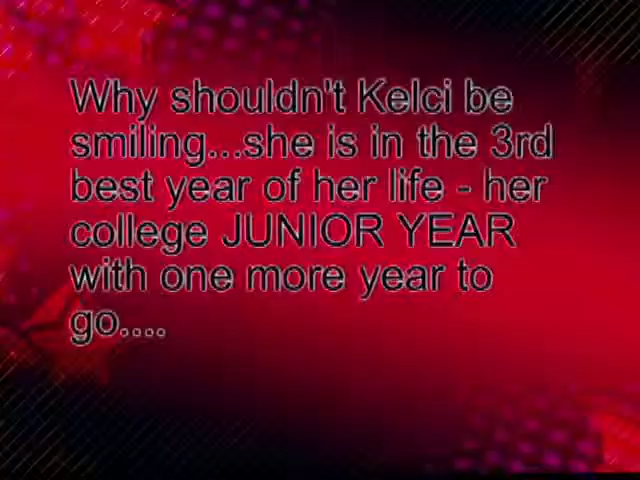 Why shouldn't Kelci be
smiling...she is in the 3rd
best year of her life - her
college JUNIOR YEAR
with one more year to
go....